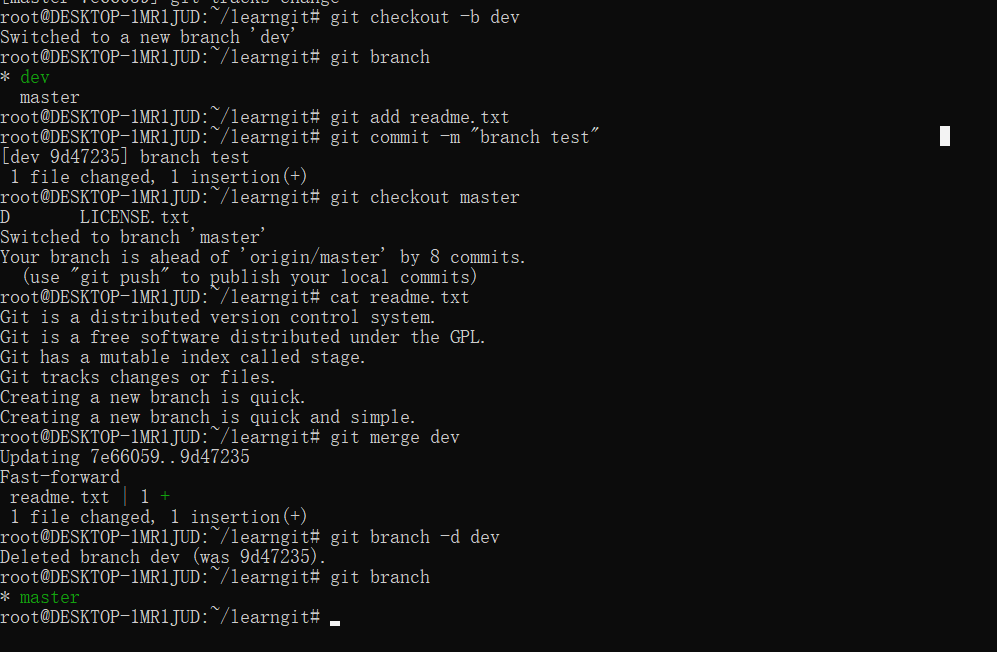 [master 7e66059] git tracks change
root@DESKTOP-1MR1JUD:~/learngit# git checkout -b dev
Switched to a new branch 'dev'
root@DESKTOP-1MR1JUD:~/learngit# git branch
* dev
  master
root@DESKTOP-1MR1JUD:~/learngit# git add readme.txt
root@DESKTOP-1MR1JUD:~/learngit# git commit -m "branch test"
[dev 9d47235] branch test
 1 file changed, 1 insertion(+)
root@DESKTOP-1MR1JUD:~/learngit# git checkout master
D       LICENSE.txt
Switched to branch 'master'
Your branch is ahead of 'origin/master' by 8 commits.
  (use "git push" to publish your local commits)
root@DESKTOP-1MR1JUD:~/learngit# cat readme.txt
Git is a distributed version control system.
Git is a free software distributed under the GPL.
Git has a mutable index called stage.
Git tracks changes or files.
Creating a new branch is quick.
Creating a new branch is quick and simple.
root@DESKTOP-1MR1JUD:~/learngit# git merge dev
Updating 7e66059..9d47235
Fast-forward
 readme.txt | 1 +
 1 file changed, 1 insertion(+)
root@DESKTOP-1MR1JUD:~/learngit# git branch -d dev
Deleted branch dev (was 9d47235).
root@DESKTOP-1MR1JUD:~/learngit# git branch
* master
root@DESKTOP-1MR1JUD:~/learngit#